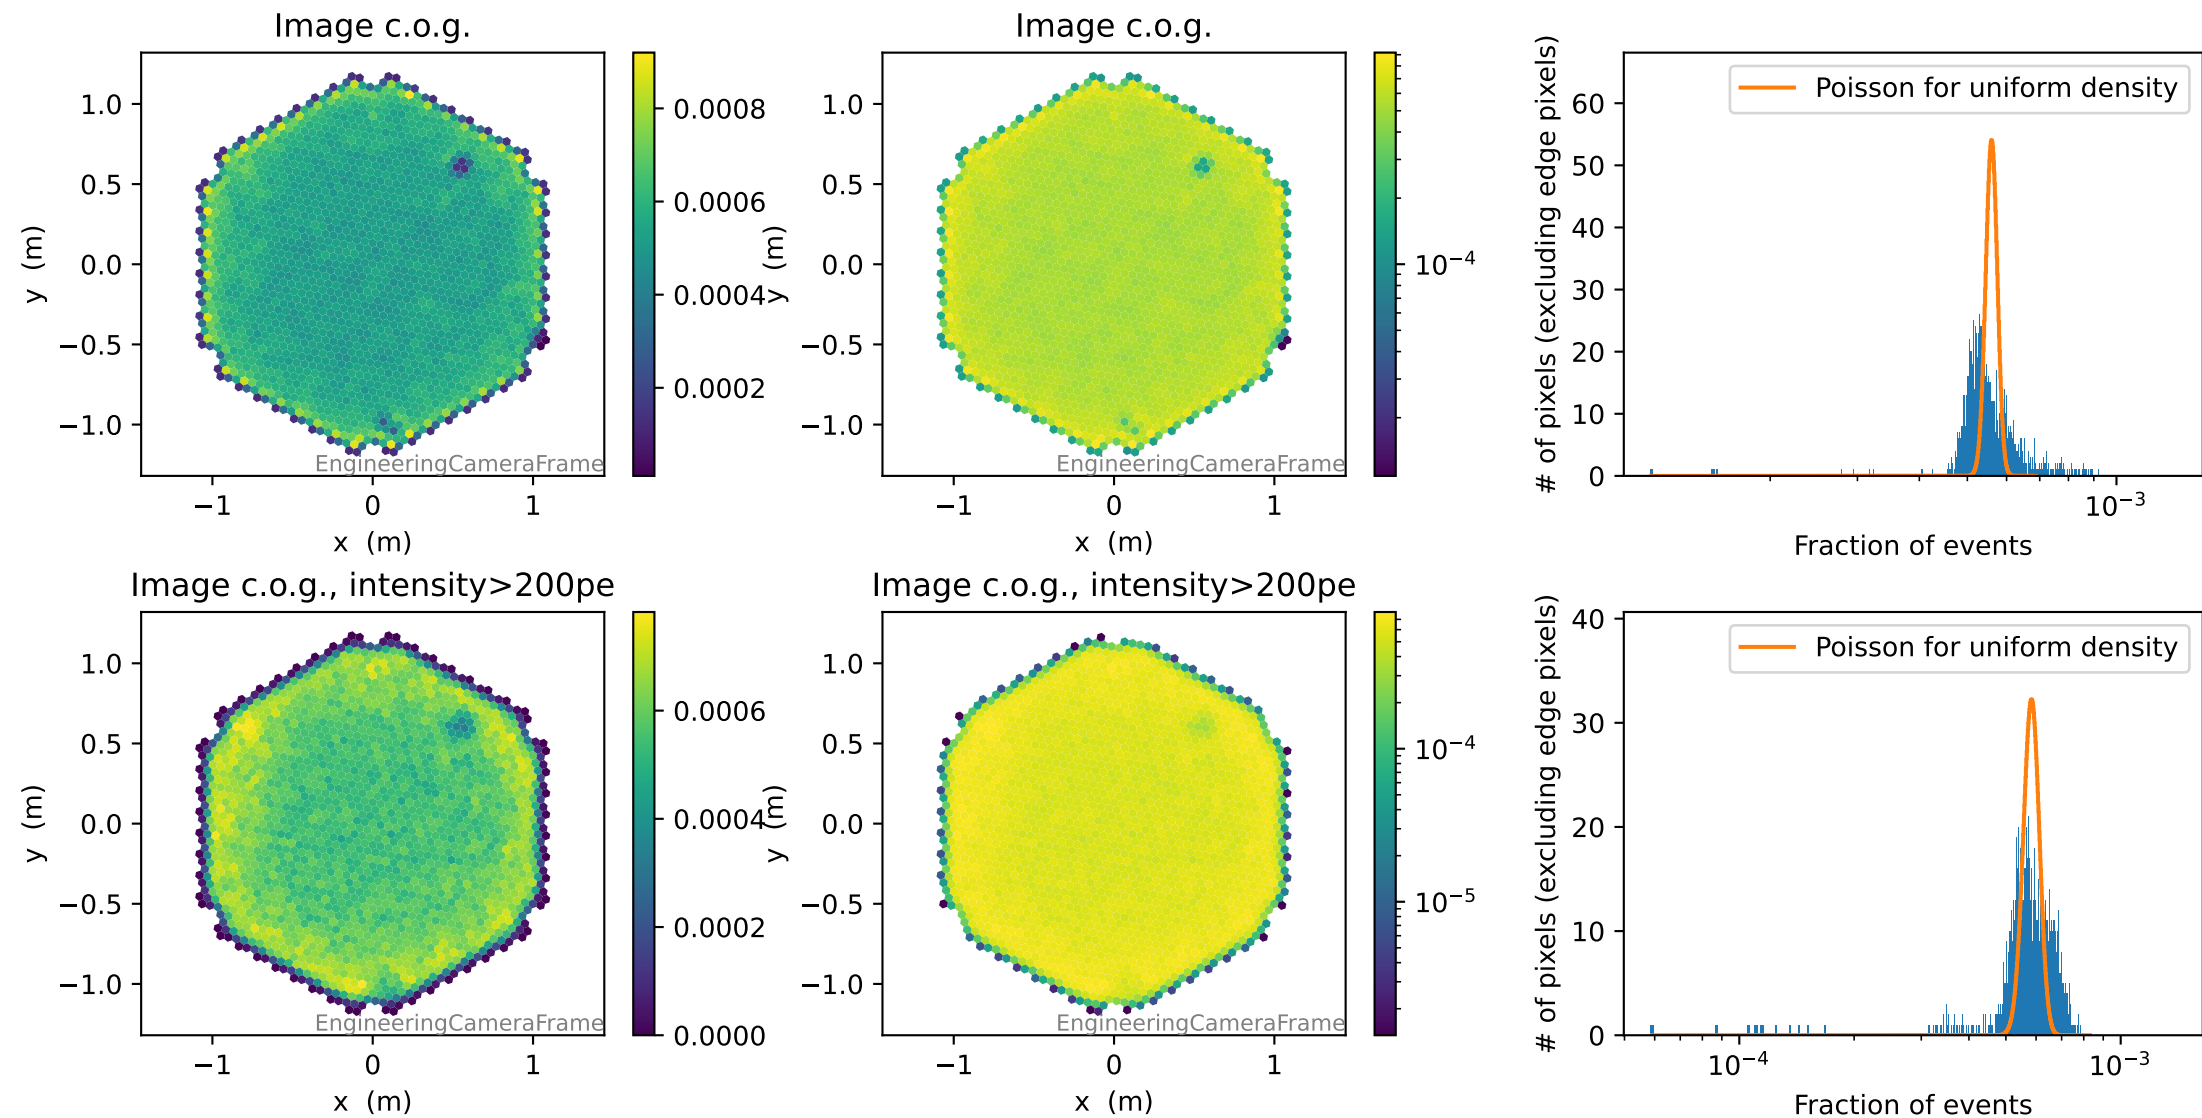 Image c.o.g.
1.0
0.5
0.0
−0.5
−1.0
y (m)
−1
0
1
x (m)
EngineeringCameraFrame
0.0008
0.0006
0.0004
0.0002
Image c.o.g.
1.0
0.5
0.0
−0.5
−1.0
y (m)
−1
0
1
x (m)
EngineeringCameraFrame
10⁻⁴
Poisson for uniform density
60
50
40
30
20
10
0
# of pixels (excluding edge pixels)
10⁻³
Fraction of events
Image c.o.g., intensity>200pe
1.0
0.5
0.0
−0.5
−1.0
y (m)
−1
0
1
x (m)
EngineeringCameraFrame
0.0006
0.0004
0.0002
0.0000
Image c.o.g., intensity>200pe
1.0
0.5
0.0
−0.5
−1.0
y (m)
−1
0
1
x (m)
EngineeringCameraFrame
10⁻⁴
10⁻⁵
Poisson for uniform density
40
30
20
10
0
# of pixels (excluding edge pixels)
10⁻⁴
10⁻³
Fraction of events